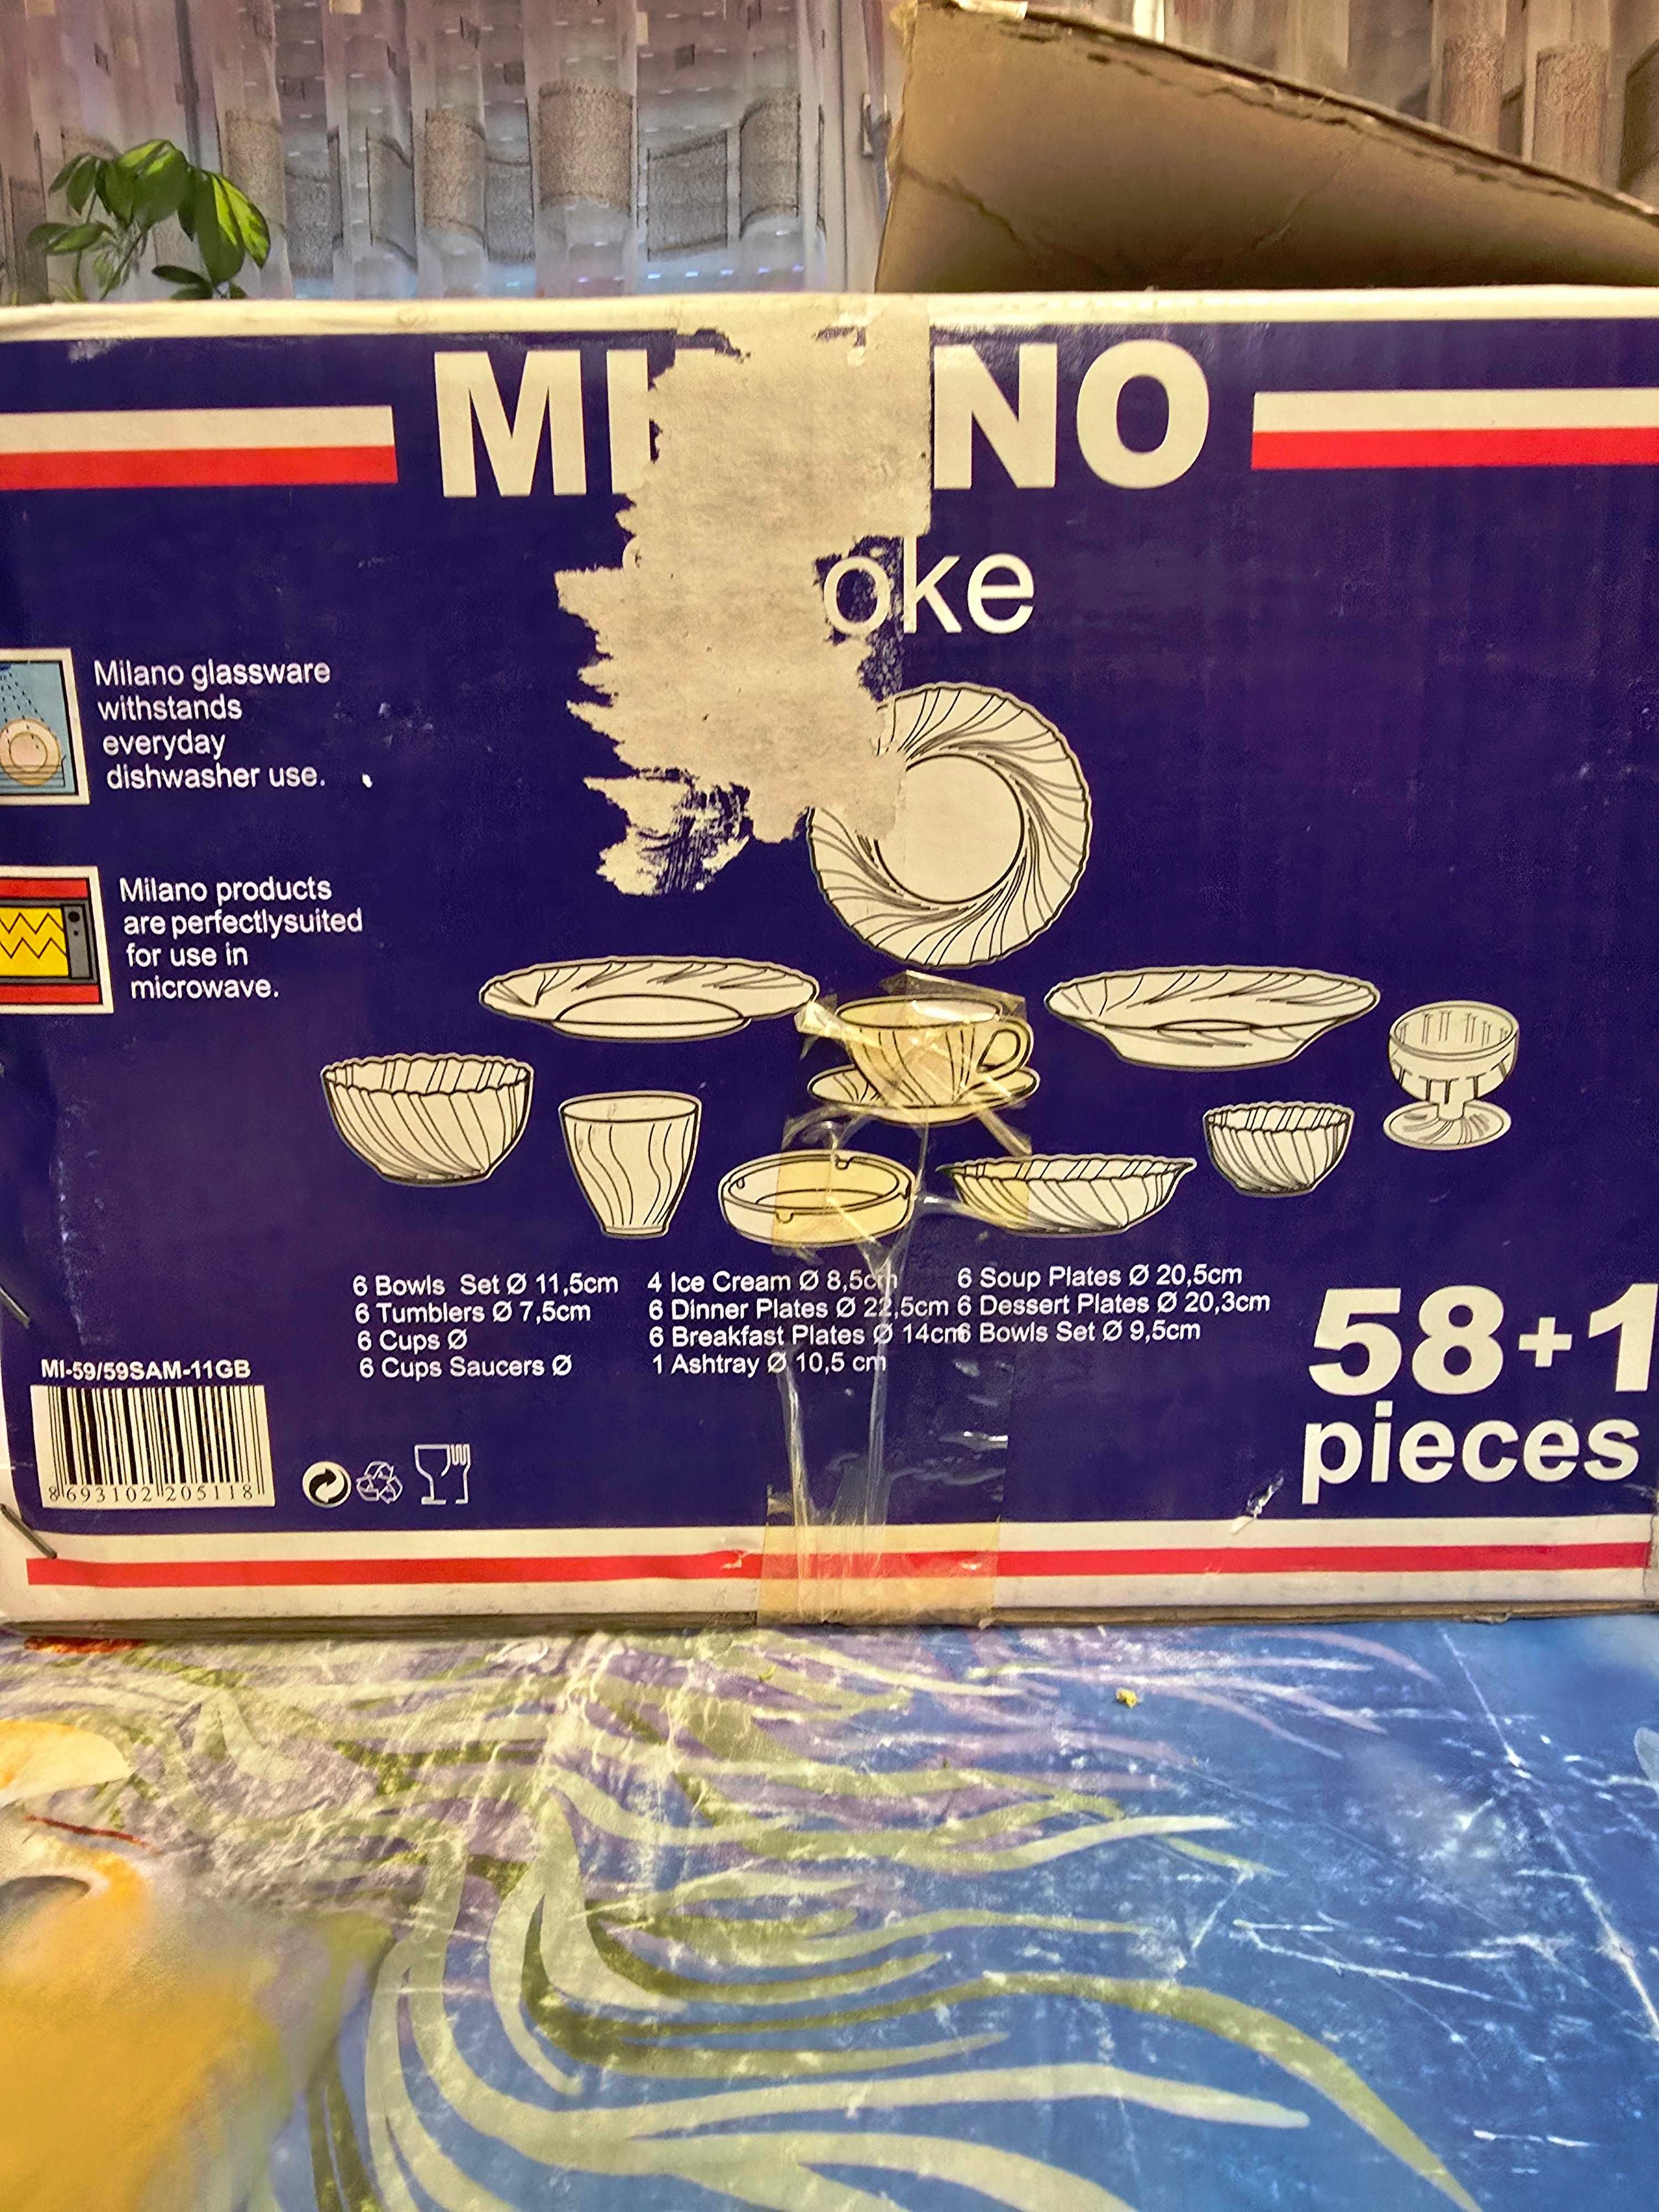 MI NO
oke
Milano glassware
withstands
everyday
dishwasher use.
Milano products
are perfectlysuited
for use in
microwave.
6 Bowls Set Ø 11,5cm
6 Tumblers Ø 7,5cm
6 Cups Ø
6 Cups Saucers Ø
4 Ice Cream Ø 8,5cm
6 Dinner Plates Ø 22,5cm
6 Breakfast Plates Ø 14cm
1 Ashtray Ø 10,5 cm
6 Soup Plates Ø 20,5cm
6 Dessert Plates Ø 20,3cm
6 Bowls Set Ø 9,5cm
58+1
pieces
MI-59/59SAM-11GB
8 693102 205118